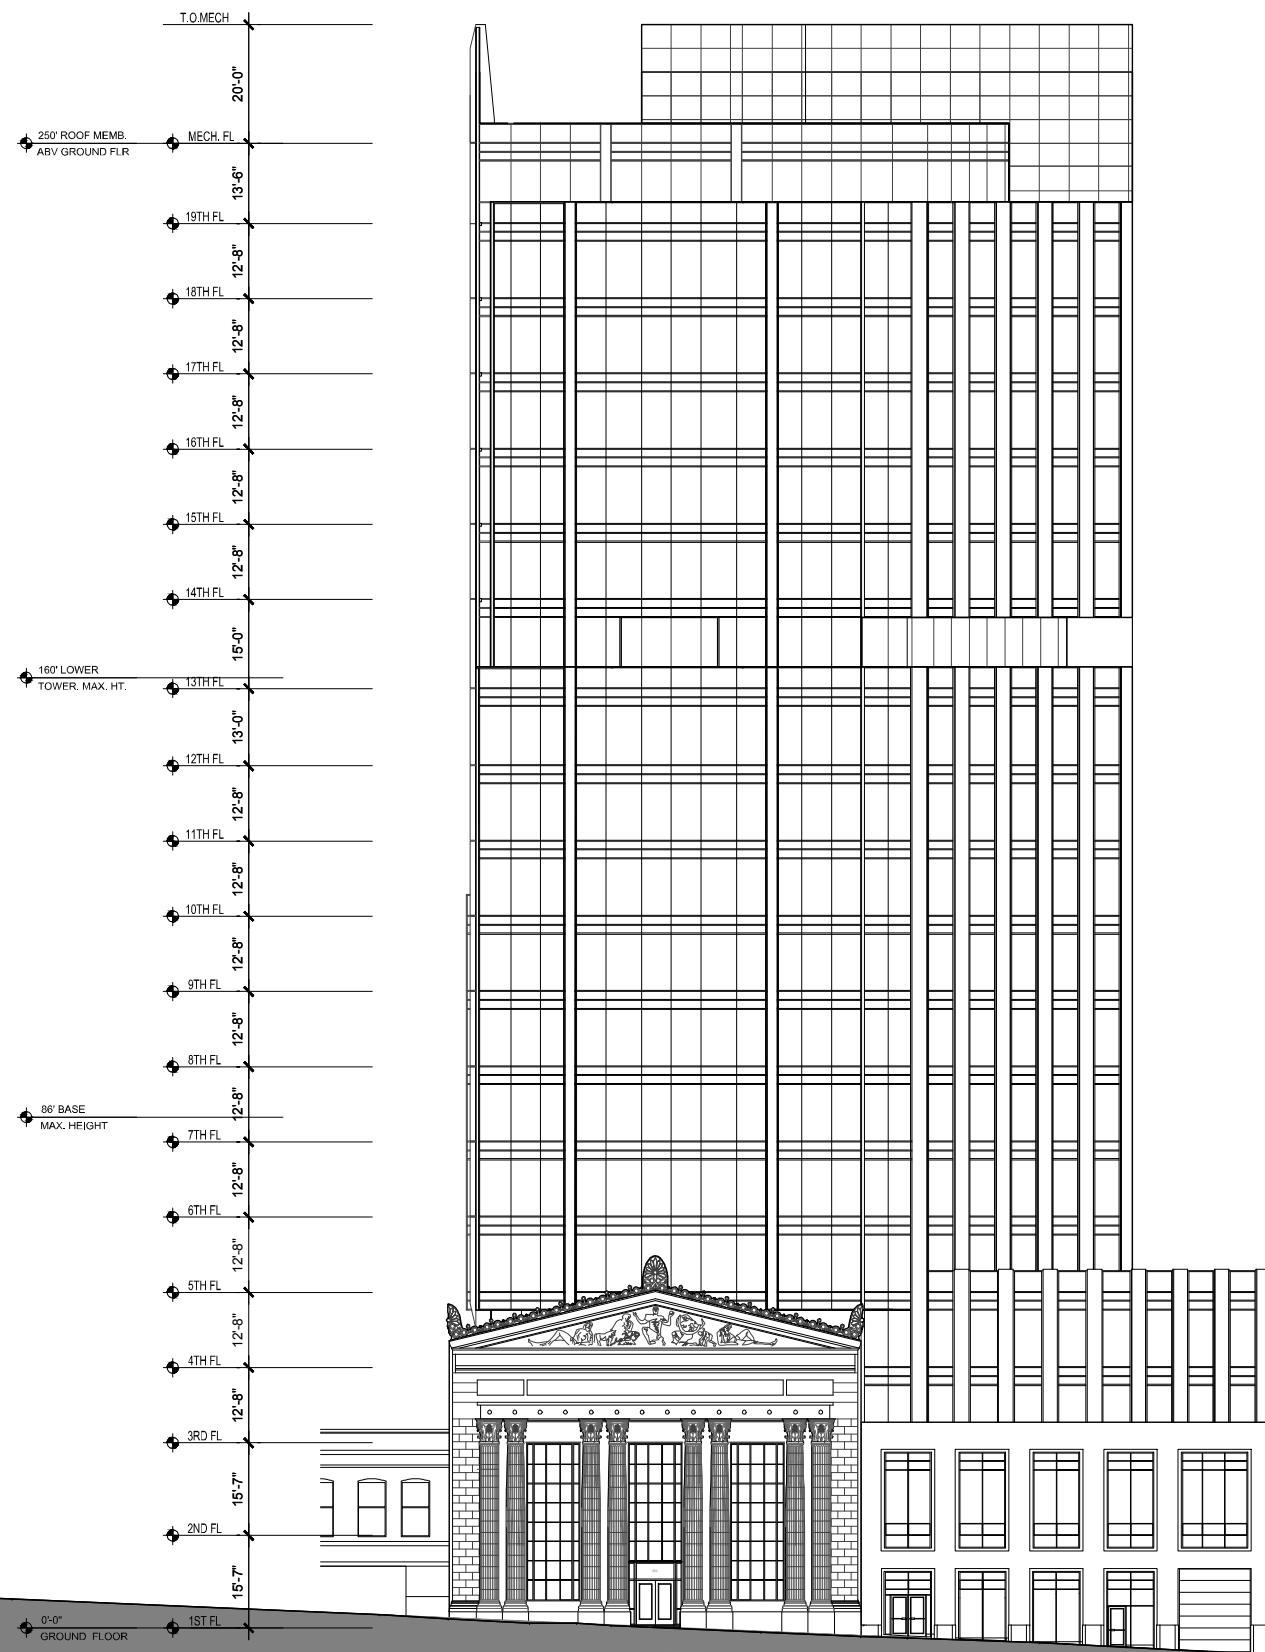 T.O.MECH
20'-0"
250' ROOF MEMB.
ABV GROUND FLR
MECH. FL
13'-6"
19TH FL
12'-8"
18TH FL
12'-8"
17TH FL
12'-8"
16TH FL
12'-8"
15TH FL
12'-8"
14TH FL
15'-0"
160' LOWER
TOWER. MAX. HT.
13TH FL
13'-0"
12TH FL
12'-8"
11TH FL
12'-8"
10TH FL
12'-8"
9TH FL
12'-8"
8TH FL
12'-8"
86' BASE
MAX. HEIGHT
7TH FL
12'-8"
6TH FL
12'-8"
5TH FL
12'-8"
4TH FL
12'-8"
3RD FL
15'-7"
2ND FL
15'-7"
0'-0"
GROUND FLOOR
1ST FL